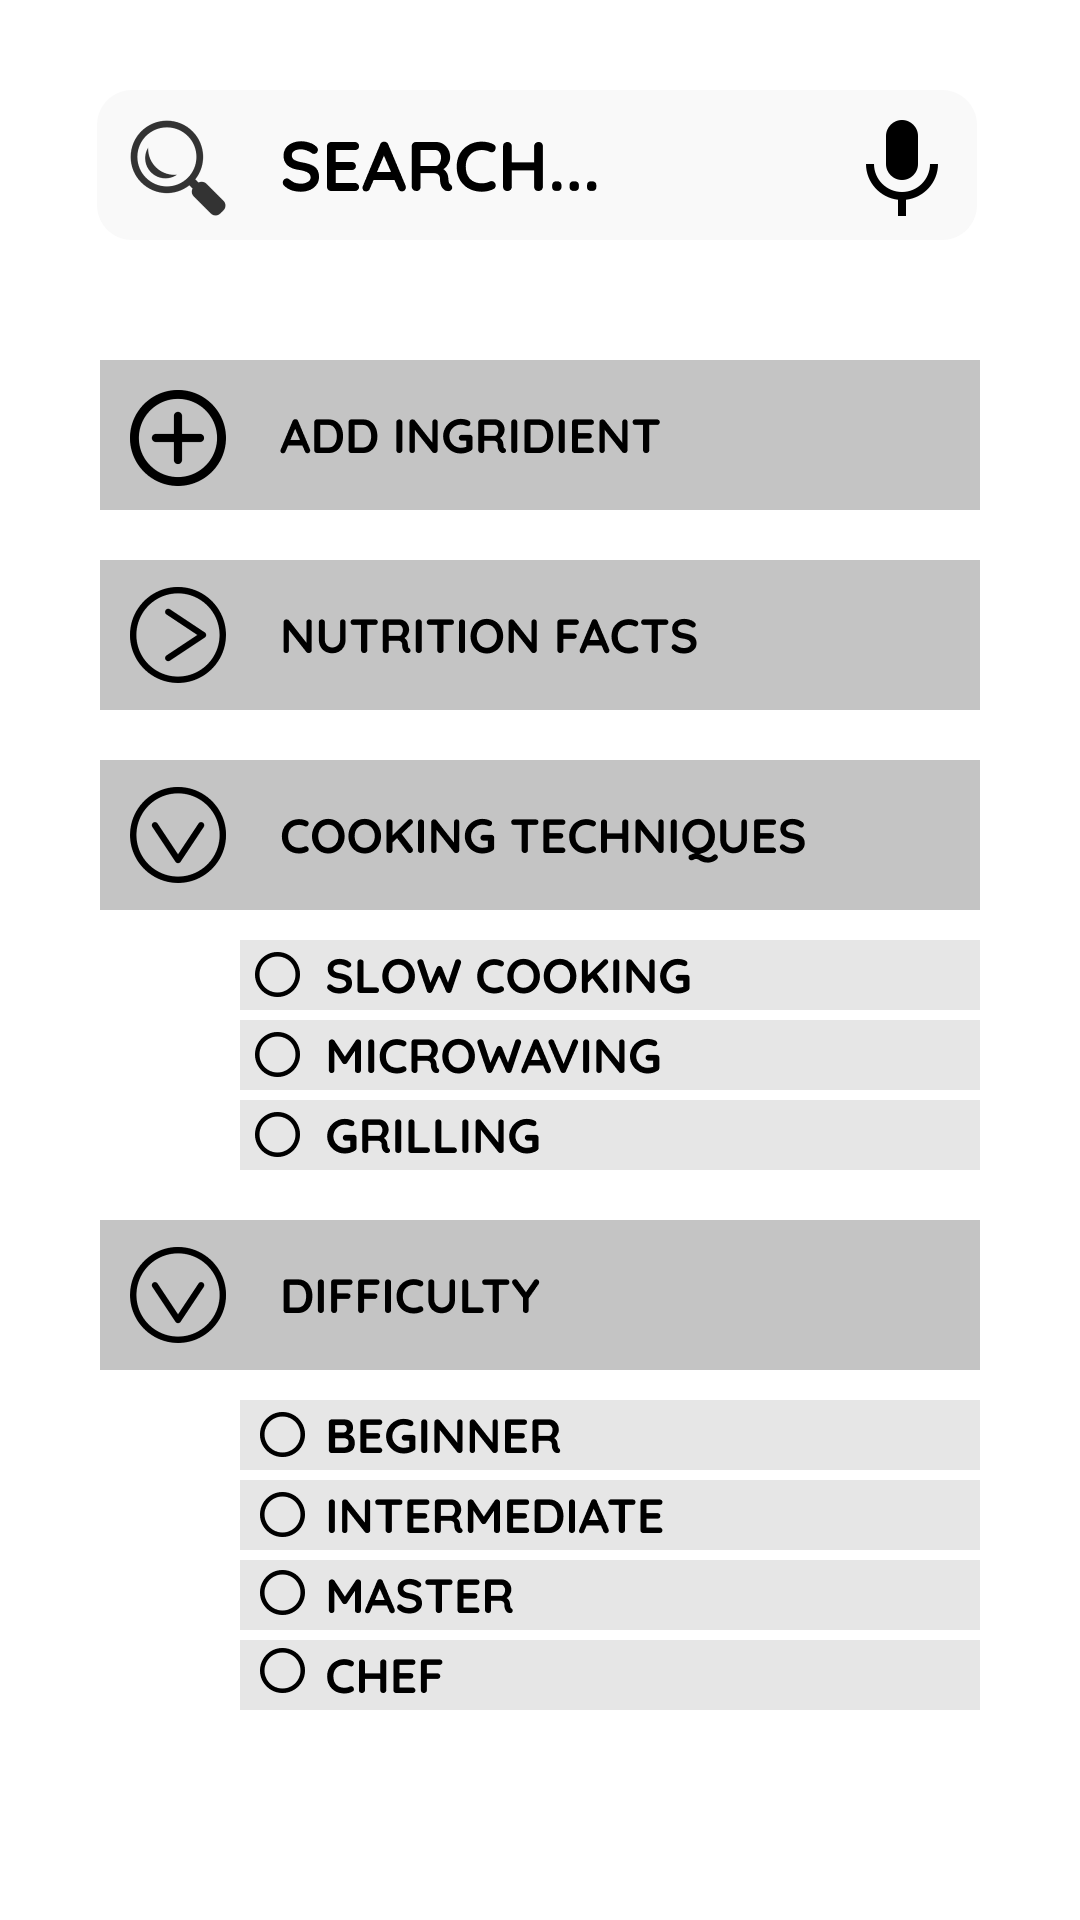 SEARCH...
ADD INGRIDIENT
NUTRITION FACTS
COOKING TECHNIQUES
SLOW COOKING
MICROWAVING
GRILLING
DIFFICULTY
BEGINNER
INTERMEDIATE
MASTER
CHEF